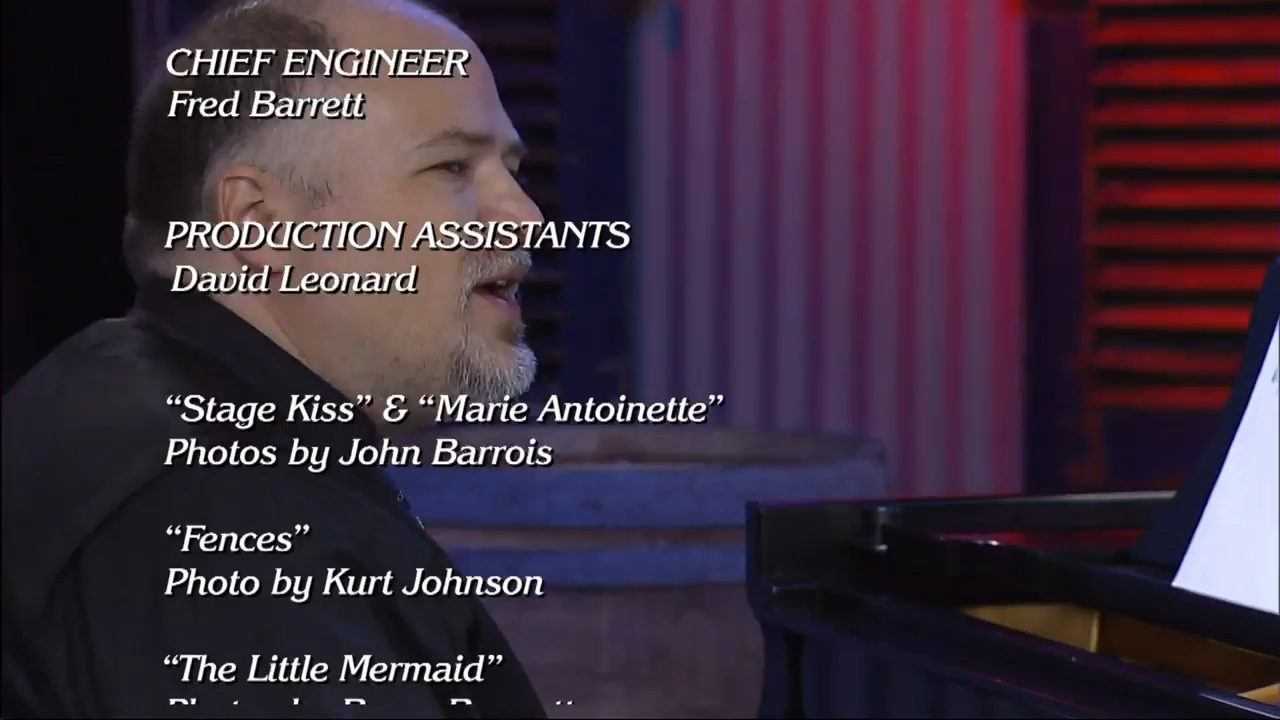 CHIEF ENGINEER
Fred Barrett
PRODUCTION ASSISTANTS
David Leonard
“Stage Kiss” & “Marie Antoinette”
Photos by John Barrois
“Fences”
Photo by Kurt Johnson
“The Little Mermaid”